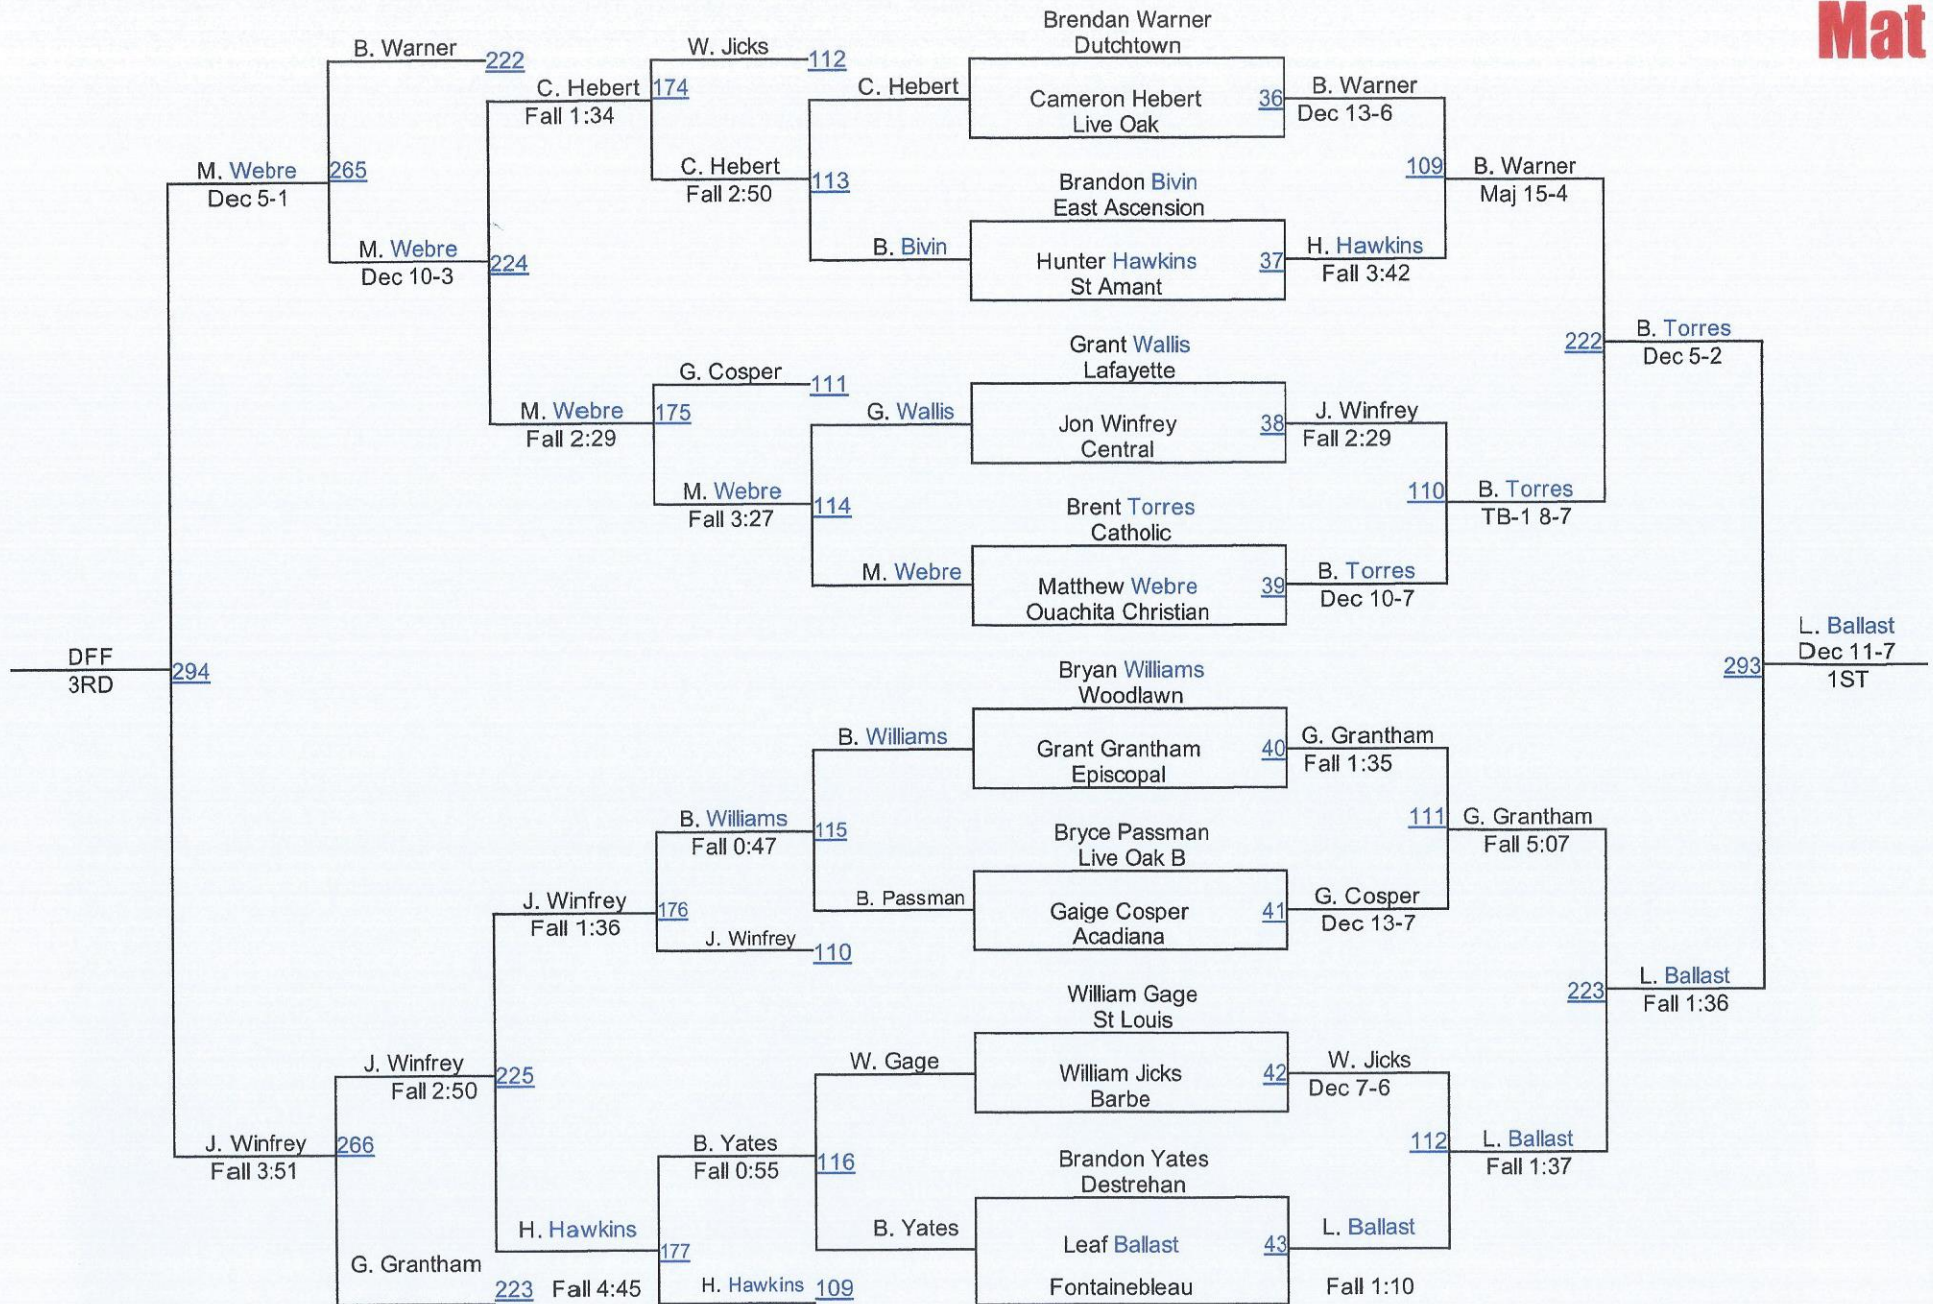 Mat
Brendan Warner
Dutchtown
Cameron Hebert 36
Live Oak
Brandon Bivin
East Ascension
Hunter Hawkins 37
St Amant
Grant Wallis
Lafayette
Jon Winfrey 38
Central
Brent Torres
Catholic
Matthew Webre 39
Ouachita Christian
Bryan Williams
Woodlawn
Grant Grantham 40
Episcopal
Bryce Passman
Live Oak B
Gaige Cosper 41
Acadiana
William Gage
St Louis
William Jicks 42
Barbe
Brandon Yates
Destrehan
Leaf Ballast 43
Fontainebleau
B. Warner
Dec 13-6
H. Hawkins
Fall 3:42
J. Winfrey
Fall 2:29
B. Torres
Dec 10-7
G. Grantham
Fall 1:35
G. Cosper
Dec 13-7
W. Jicks
Dec 7-6
L. Ballast
Fall 1:10
109 B. Warner
Maj 15-4
110 B. Torres
TB-1 8-7
111 G. Grantham
Fall 5:07
112 L. Ballast
Fall 1:37
222 B. Torres
Dec 5-2
223 L. Ballast
Fall 1:36
L. Ballast
Dec 11-7
293
1ST
C. Hebert
B. Bivin
G. Wallis
M. Webre
B. Williams
B. Passman
W. Gage
B. Yates
W. Jicks 112
C. Hebert
Fall 2:50 113
G. Cosper 111
M. Webre
Fall 3:27 114
B. Williams
Fall 0:47 115
J. Winfrey 110
B. Yates
Fall 0:55 116
H. Hawkins 109
C. Hebert 174
Fall 1:34
M. Webre 175
Fall 2:29
J. Winfrey 176
Fall 1:36
H. Hawkins 177
Fall 4:45
B. Warner 222
M. Webre
Dec 10-3 224
J. Winfrey
Fall 2:50 225
G. Grantham 223
M. Webre 265
Dec 5-1
J. Winfrey 266
Fall 3:51
DFF 294
3RD